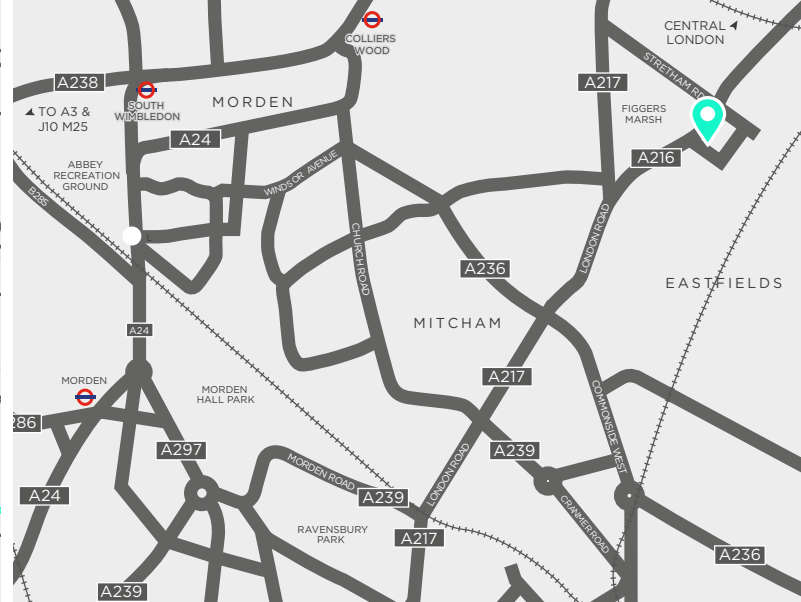 CENTRAL
LONDON
COLLIERS
WOOD
STRETHAM RD
A238
A217
SOUTH
WIMBLEDON
MORDEN
TO A3 &
J10 M25
FIGGERS
MARSH
A24
A216
ABBEY
RECREATION
GROUND
WINDSOR AVENUE
B285
LONDON ROAD
CHURCH ROAD
A236
EASTFIELDS
A24
MITCHAM
MORDEN
A217
MORDEN
HALL PARK
COMMONSIDE WEST
286
A297
A239
MORDEN ROAD
LONDON ROAD
A24
A239
CRANMER ROAD
RAVENSBURY
PARK
A217
A236
A239